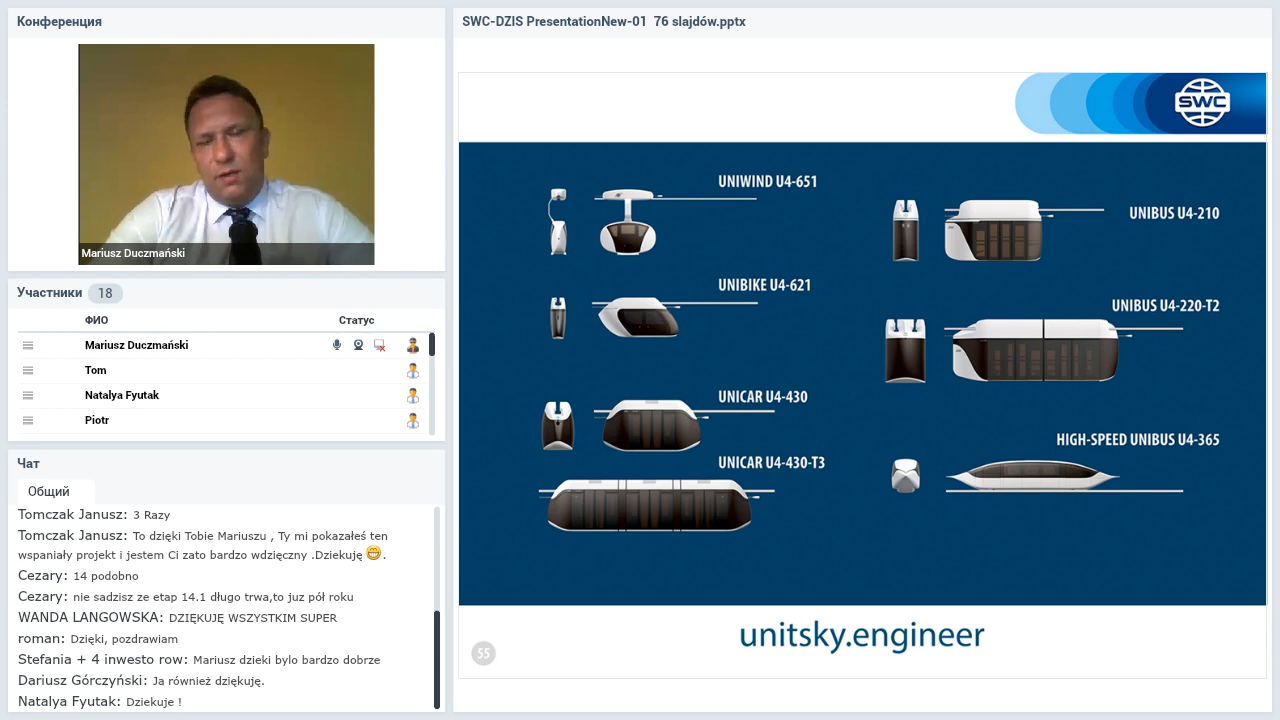 Конференция
Mariusz Duczmański
Участники 18
ФИО Статус
Mariusz Duczmański
Tom
Natalya Fyutak
Piotr
Чат
Общий
Tomczak Janusz: 3 Razy
Tomczak Janusz: To dzięki Tobie Mariuszu , Ty mi pokazałeś ten
wspaniały projekt i jestem Ci zato bardzo wdzięczny .Dziekuję 😁.
Cezary: 14 podobno
Cezary: nie sadzisz ze etap 14.1 długo trwa,to juz pół roku
WANDA LANGOWSKA: DZIĘKUJĘ WSZYSTKIM SUPER
roman: Dzięki, pozdrawiam
Stefania + 4 inwesto row: Mariusz dzieki bylo bardzo dobrze
Dariusz Górczyński: Ja również dziękuję.
Natalya Fyutak: Dziekuje !
SWC-DZIS PresentationNew-01 76 slajdów.pptx
SWC
UNIWIND U4-651
UNIBIKE U4-621
UNICAR U4-430
UNICAR U4-430-T3
UNIBUS U4-210
UNIBUS U4-220-T2
HIGH-SPEED UNIBUS U4-365
unitsky.engineer
55